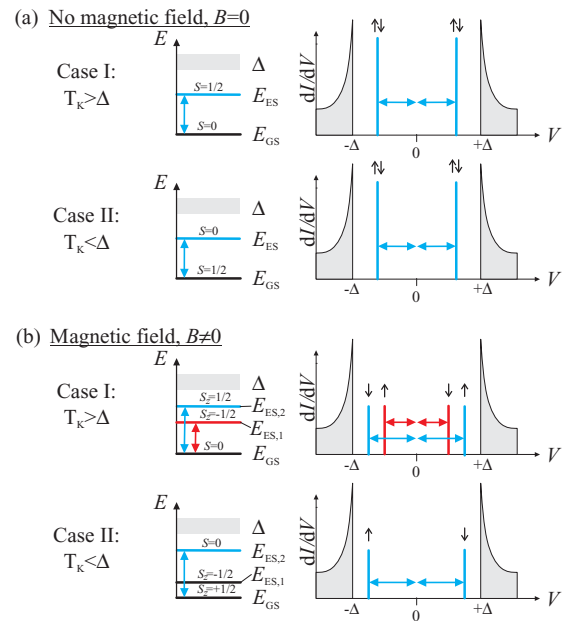 (a) No magnetic field, B=0
Case I:
T_K>Δ
E
Δ
S=1/2
E_ES
S=0
E_GS
dI/dV
↑↓ ↑↓
-Δ 0 +Δ V
Case II:
T_K<Δ
E
Δ
S=0
E_ES
S=1/2
E_GS
dI/dV
↑↓ ↑↓
-Δ 0 +Δ V
(b) Magnetic field, B≠0
Case I:
T_K>Δ
E
Δ
S_Z=1/2
E_ES,2
S_Z=-1/2
E_ES,1
S=0
E_GS
dI/dV
↓ ↑ ↓ ↑
-Δ 0 +Δ V
Case II:
T_K<Δ
E
Δ
S=0
E_ES,2
E_ES,1
S_Z=-1/2
S_Z=+1/2
E_GS
dI/dV
↑ ↓
-Δ 0 +Δ V